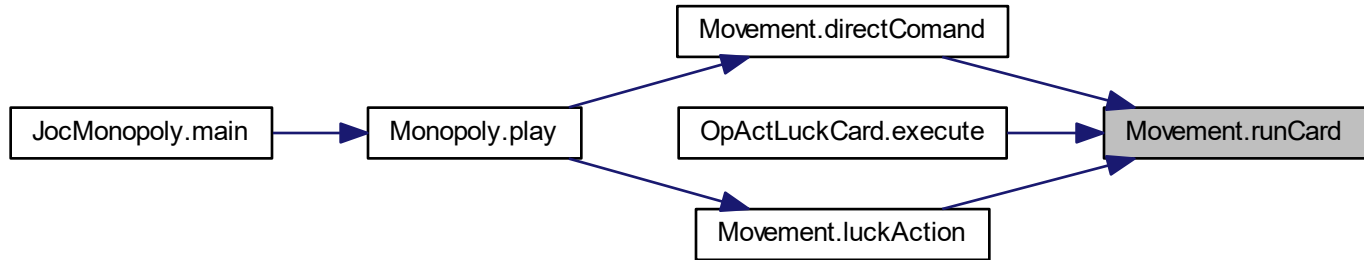 Movement.directComand
JocMonopoly.main
Monopoly.play
OpActLuckCard.execute
Movement.runCard
Movement.luckAction